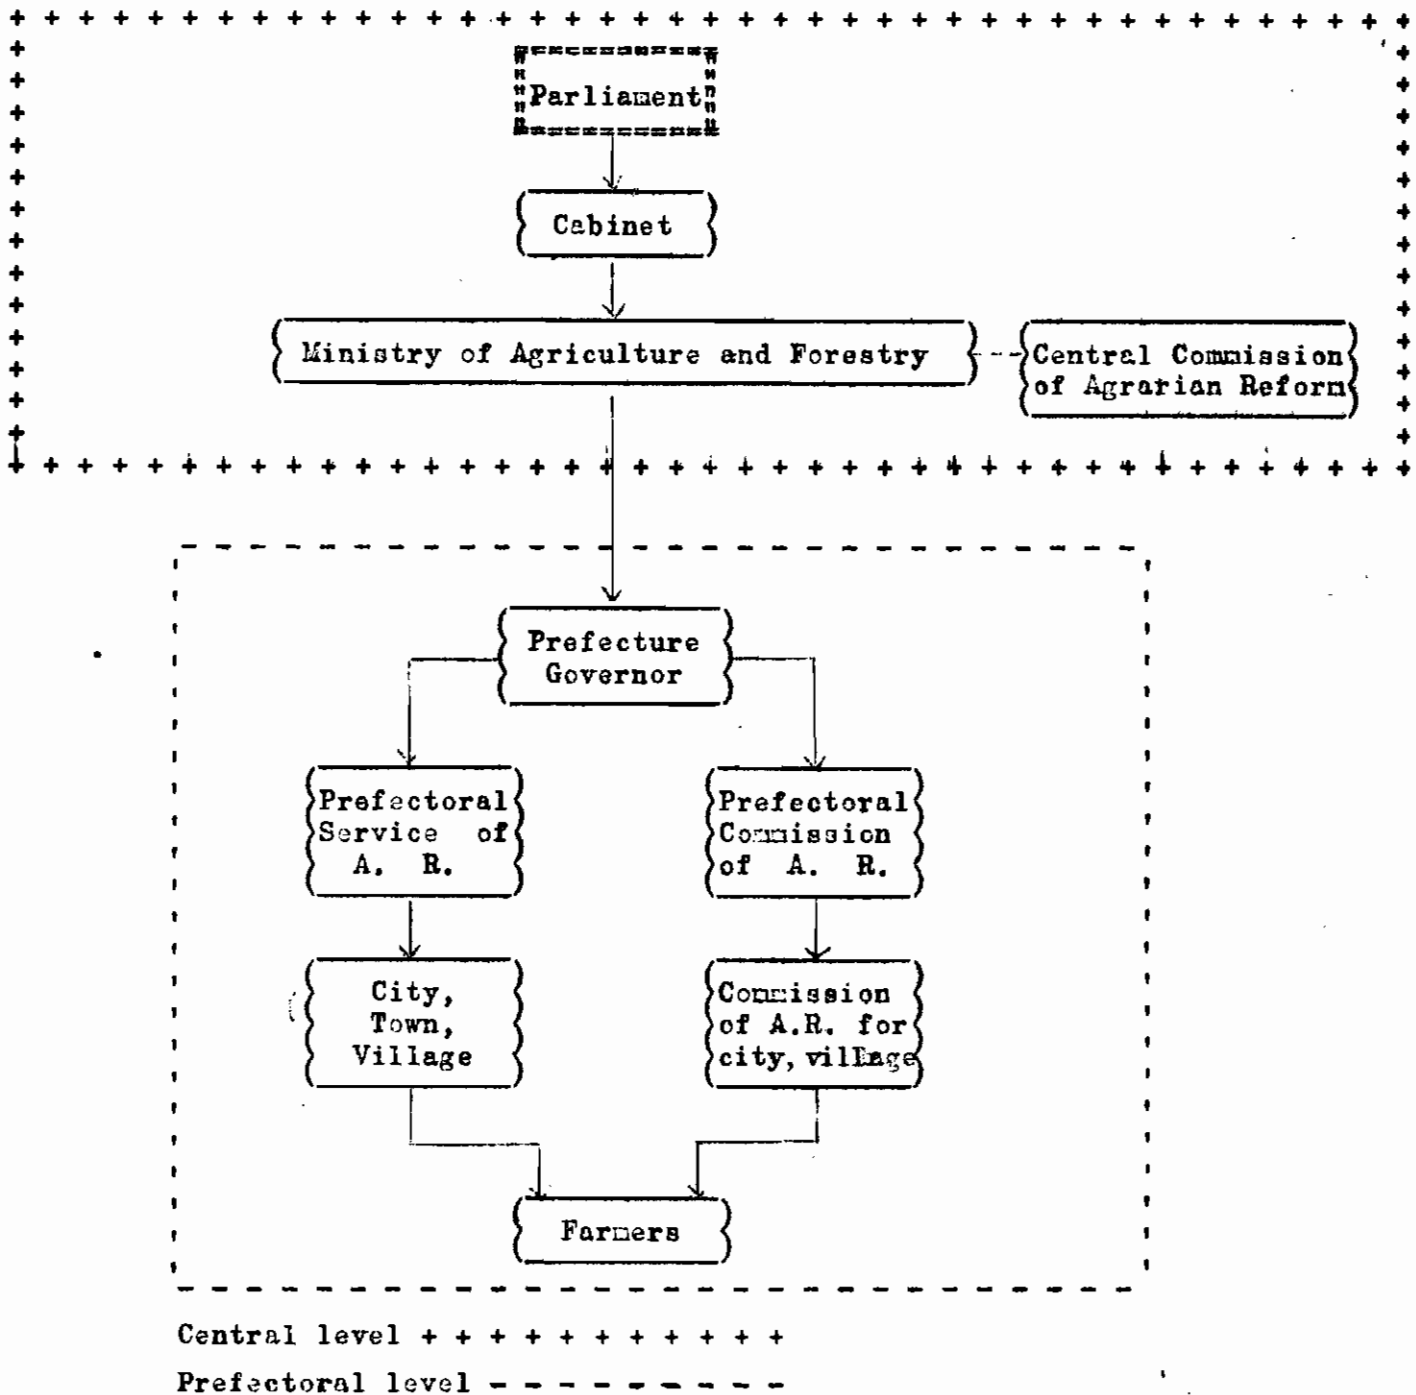 Parliament
Cabinet
Ministry of Agriculture and Forestry
Central Commission
of Agrarian Reform
Prefecture
Governor
Prefectoral
Service of
A. R.
Prefectoral
Commission
of A. R.
City,
Town,
Village
Commission
of A.R. for
city, village
Farmers
Central level + + + + + + + + + + +
Prefectoral level - - - - - - - - -